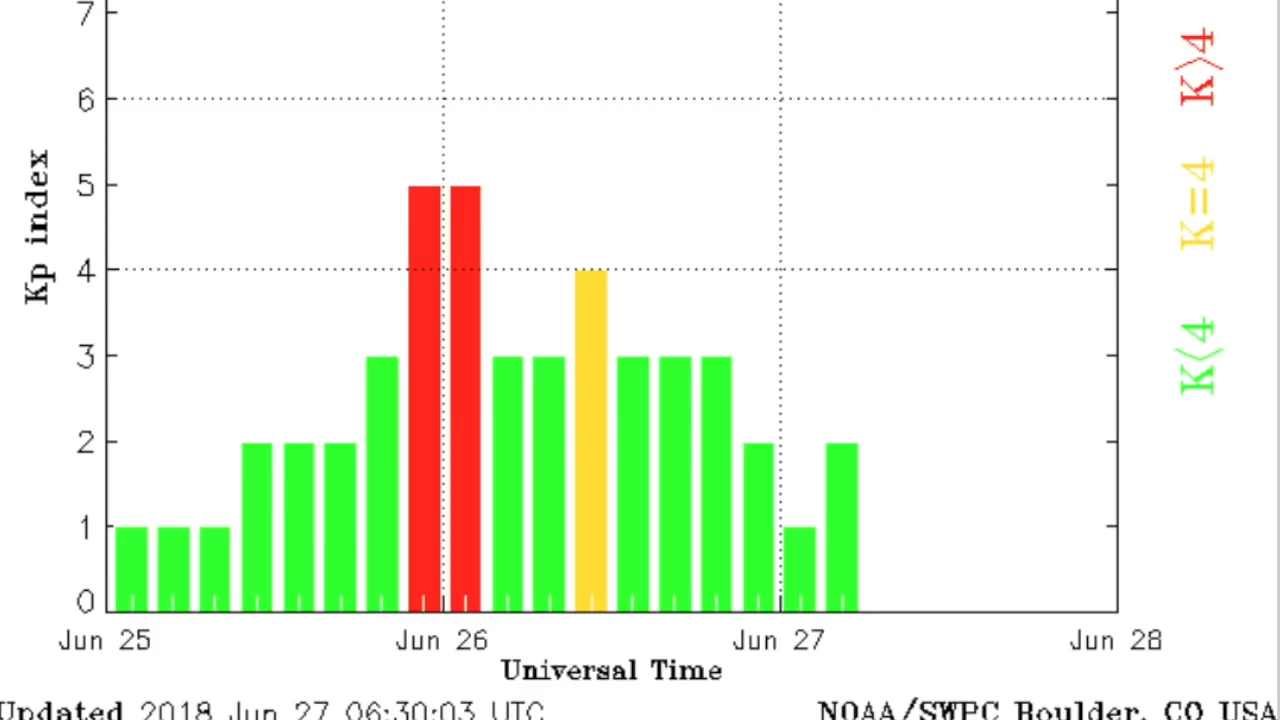 7
6
5
4
3
2
1
0
Kp index
K>4
K=4
K<4
Jun 25 Jun 26 Jun 27 Jun 28
Universal Time
Updated 2018 Jun 27 06:30:03 UTC NOAA/SWPC Boulder, CO USA